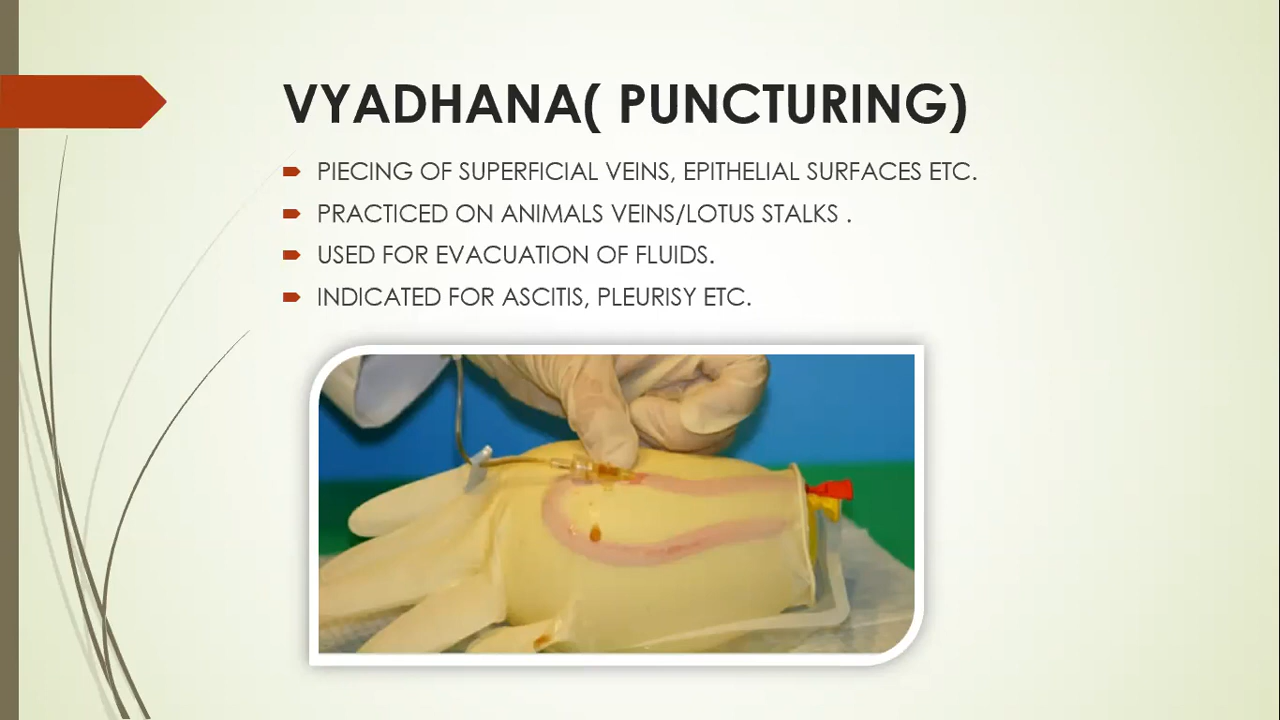 VYADHANA( PUNCTURING)
PIECING OF SUPERFICIAL VEINS, EPITHELIAL SURFACES ETC.
PRACTICED ON ANIMALS VEINS/LOTUS STALKS .
USED FOR EVACUATION OF FLUIDS.
INDICATED FOR ASCITIS, PLEURISY ETC.